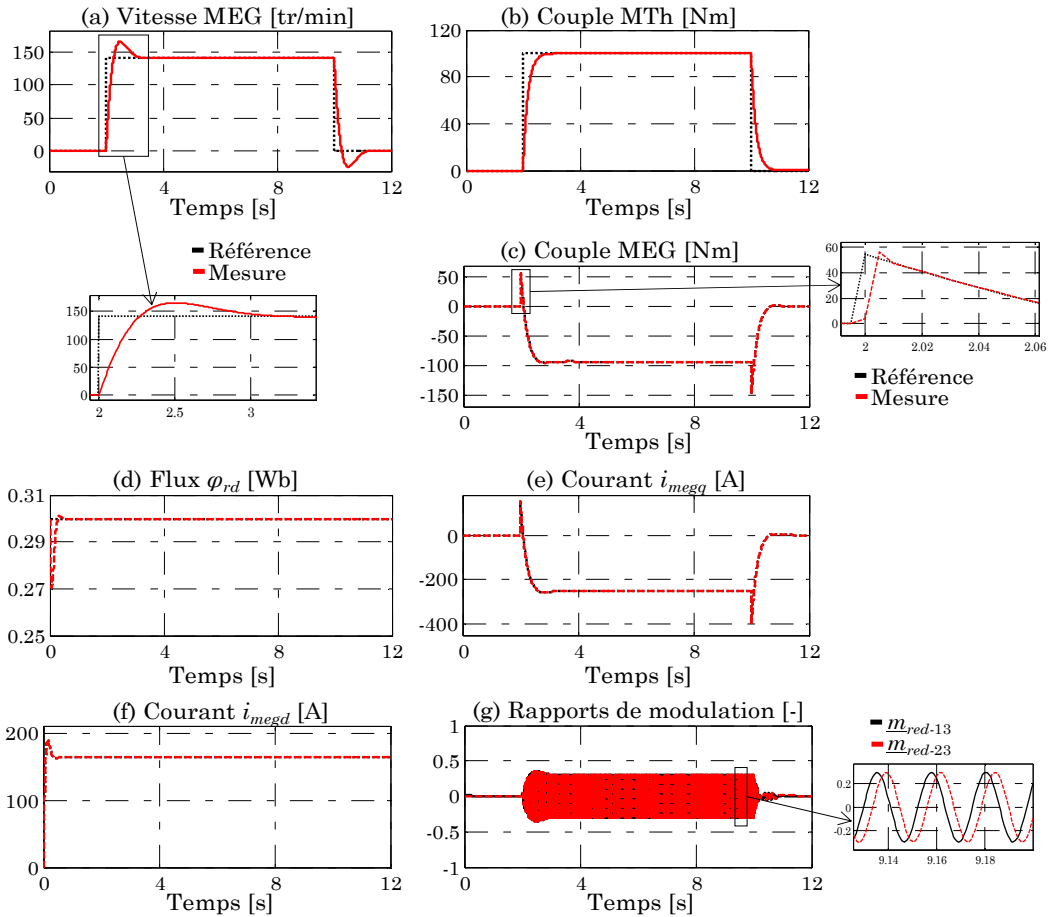 (a) Vitesse MEG [tr/min]
150
100
50
0
0 4 8 12
Temps [s]
(b) Couple MTh [Nm]
120
80
40
0
0 4 8 12
Temps [s]
Référence
Mesure
150
100
50
0
2 2.5 3
(c) Couple MEG [Nm]
50
0
-50
-100
-150
0 4 8 12
Temps [s]
60
40
20
0
2 2.02 2.04 2.06
Référence
Mesure
(d) Flux φrd [Wb]
0.31
0.29
0.27
0.25
0 4 8 12
Temps [s]
(e) Courant imegq [A]
0
-200
-400
0 4 8 12
Temps [s]
(f) Courant imegd [A]
200
100
0
0 4 8 12
Temps [s]
(g) Rapports de modulation [-]
1
0.5
0
-0.5
-1
0 4 8 12
Temps [s]
mred-13
mred-23
0.2
0
-0.2
9.14 9.16 9.18